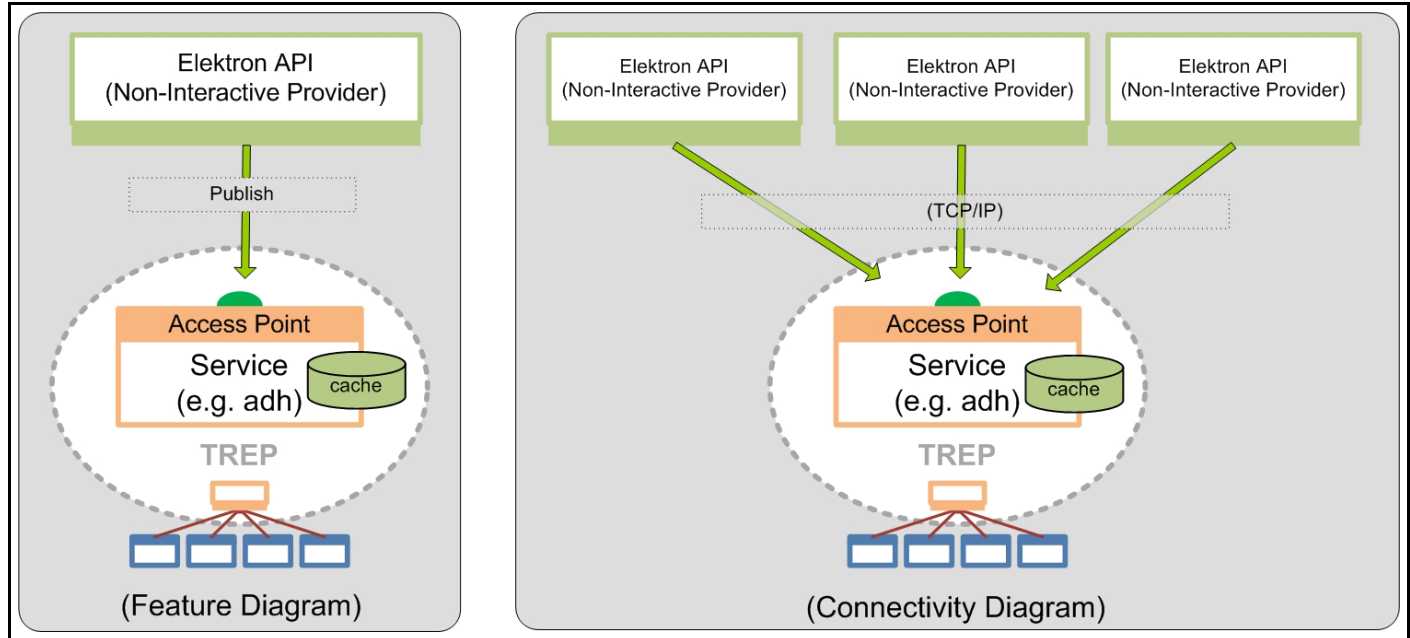 Elektron API
(Non-Interactive Provider)
Publish
Access Point
Service
(e.g. adh)
cache
TREP
(Feature Diagram)
Elektron API
(Non-Interactive Provider)
Elektron API
(Non-Interactive Provider)
Elektron API
(Non-Interactive Provider)
(TCP/IP)
Access Point
Service
(e.g. adh)
cache
TREP
(Connectivity Diagram)